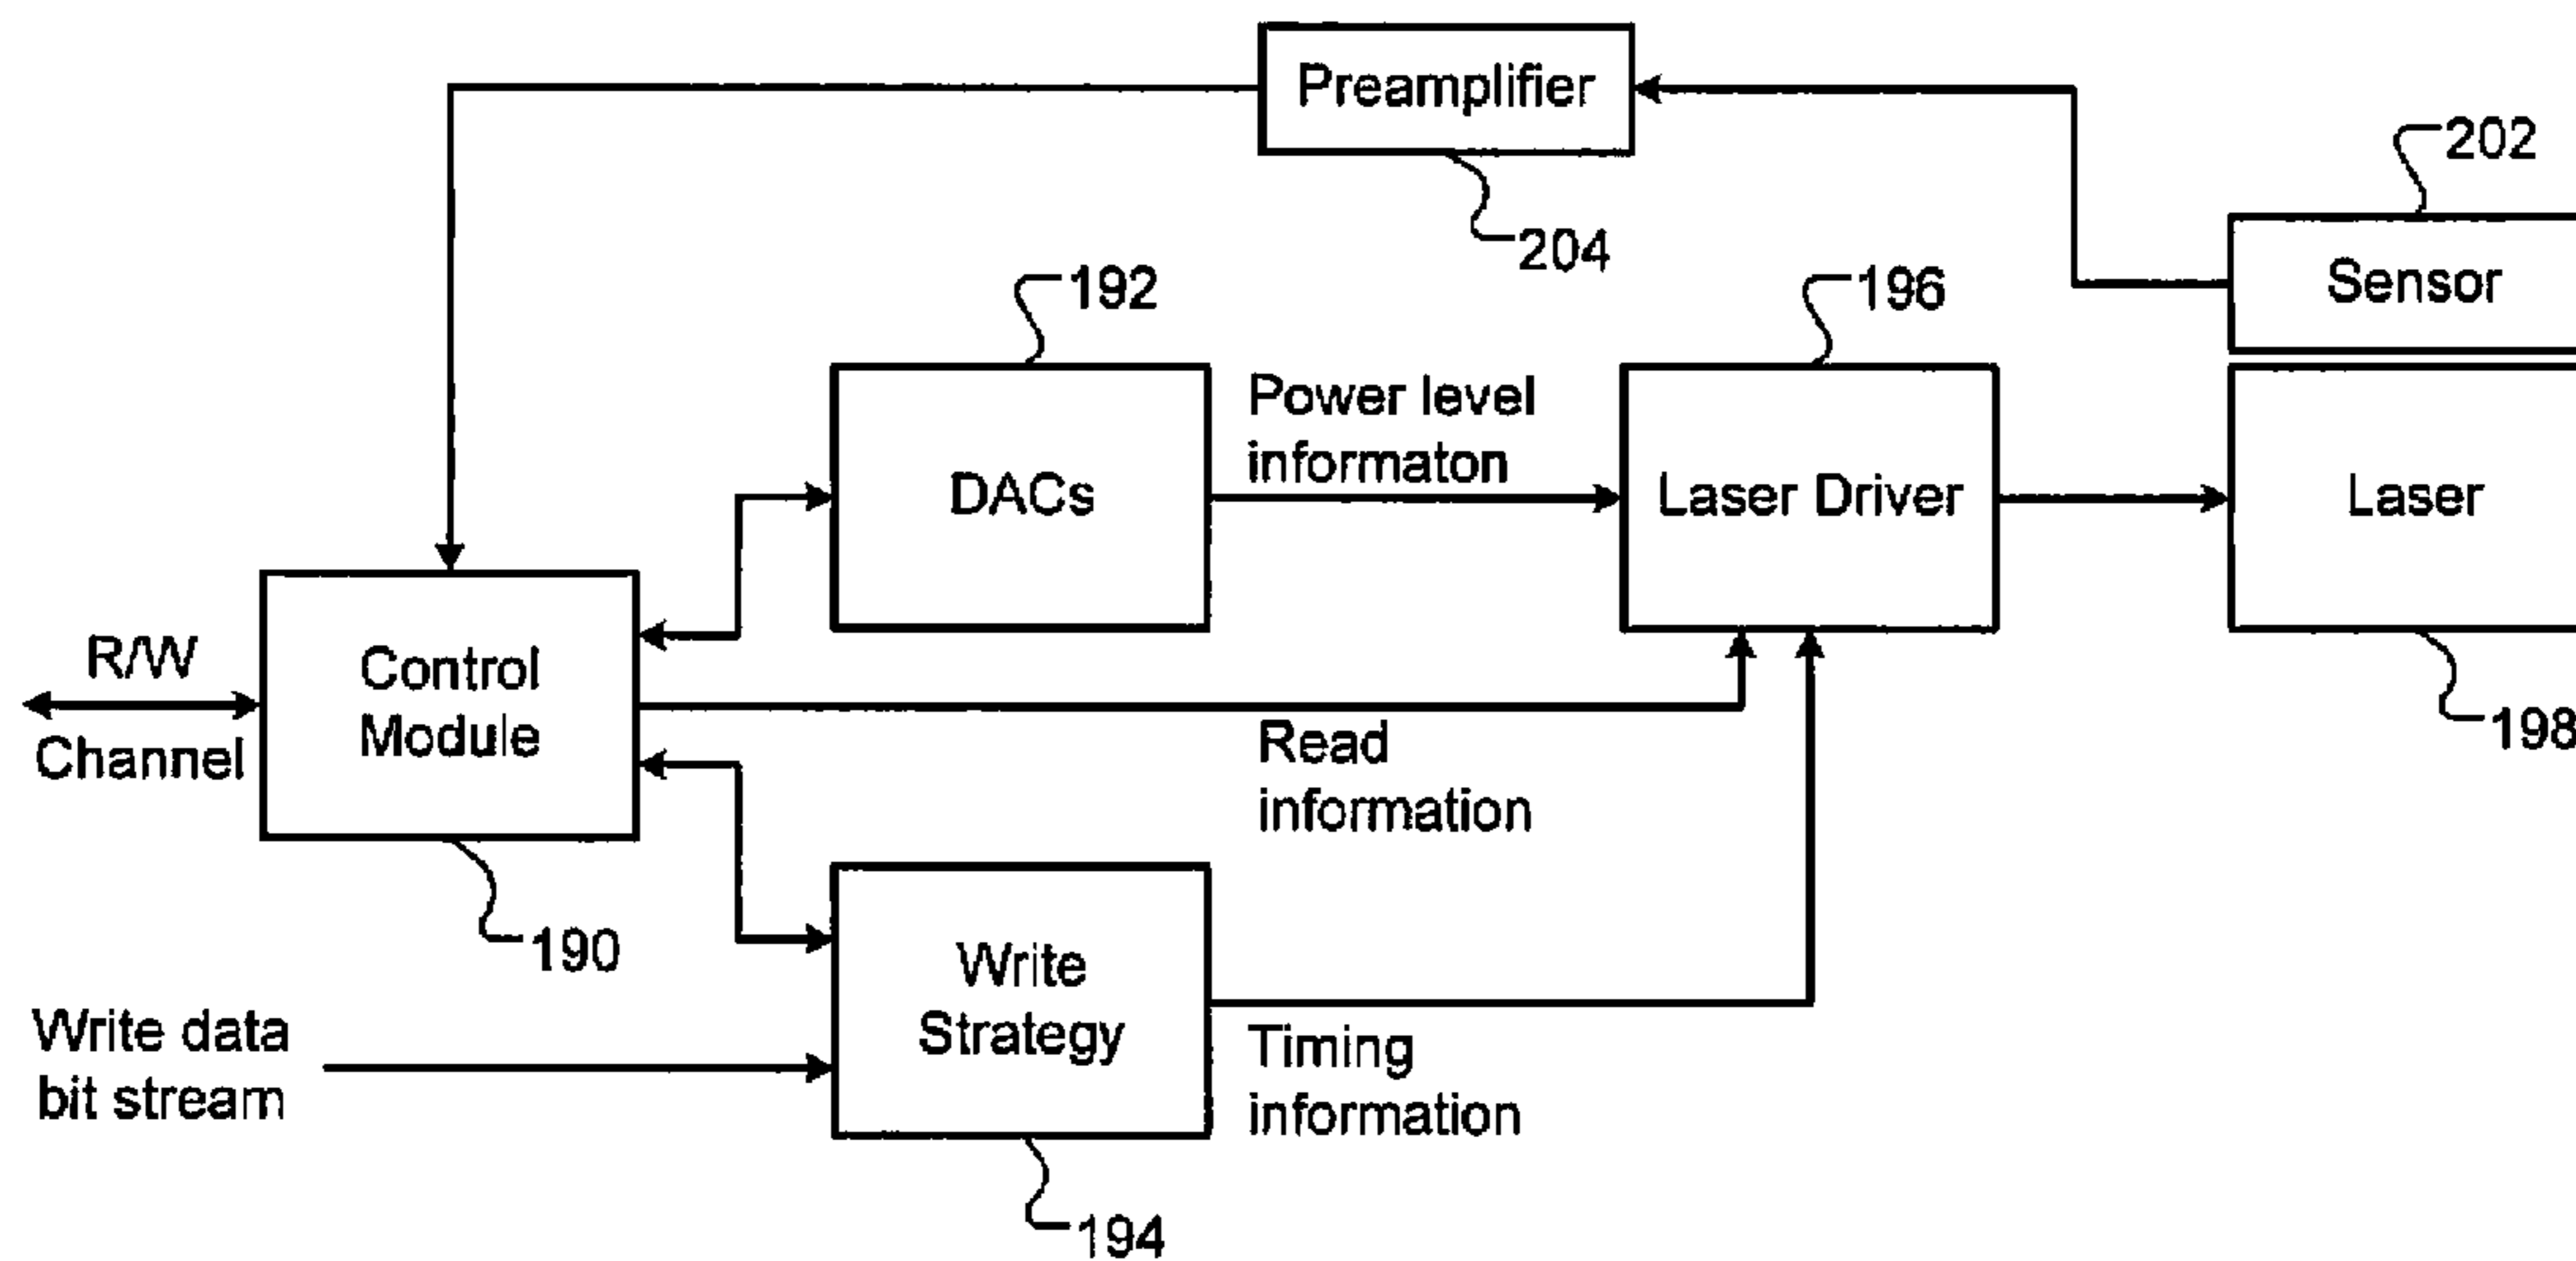 Preamplifier
202
204
Sensor
192
196
Power level
informaton
DACs
Laser Driver
Laser
R/W
Control
Module
Channel
Read
information
198
190
Write
Strategy
Write data
bit stream
Timing
information
194